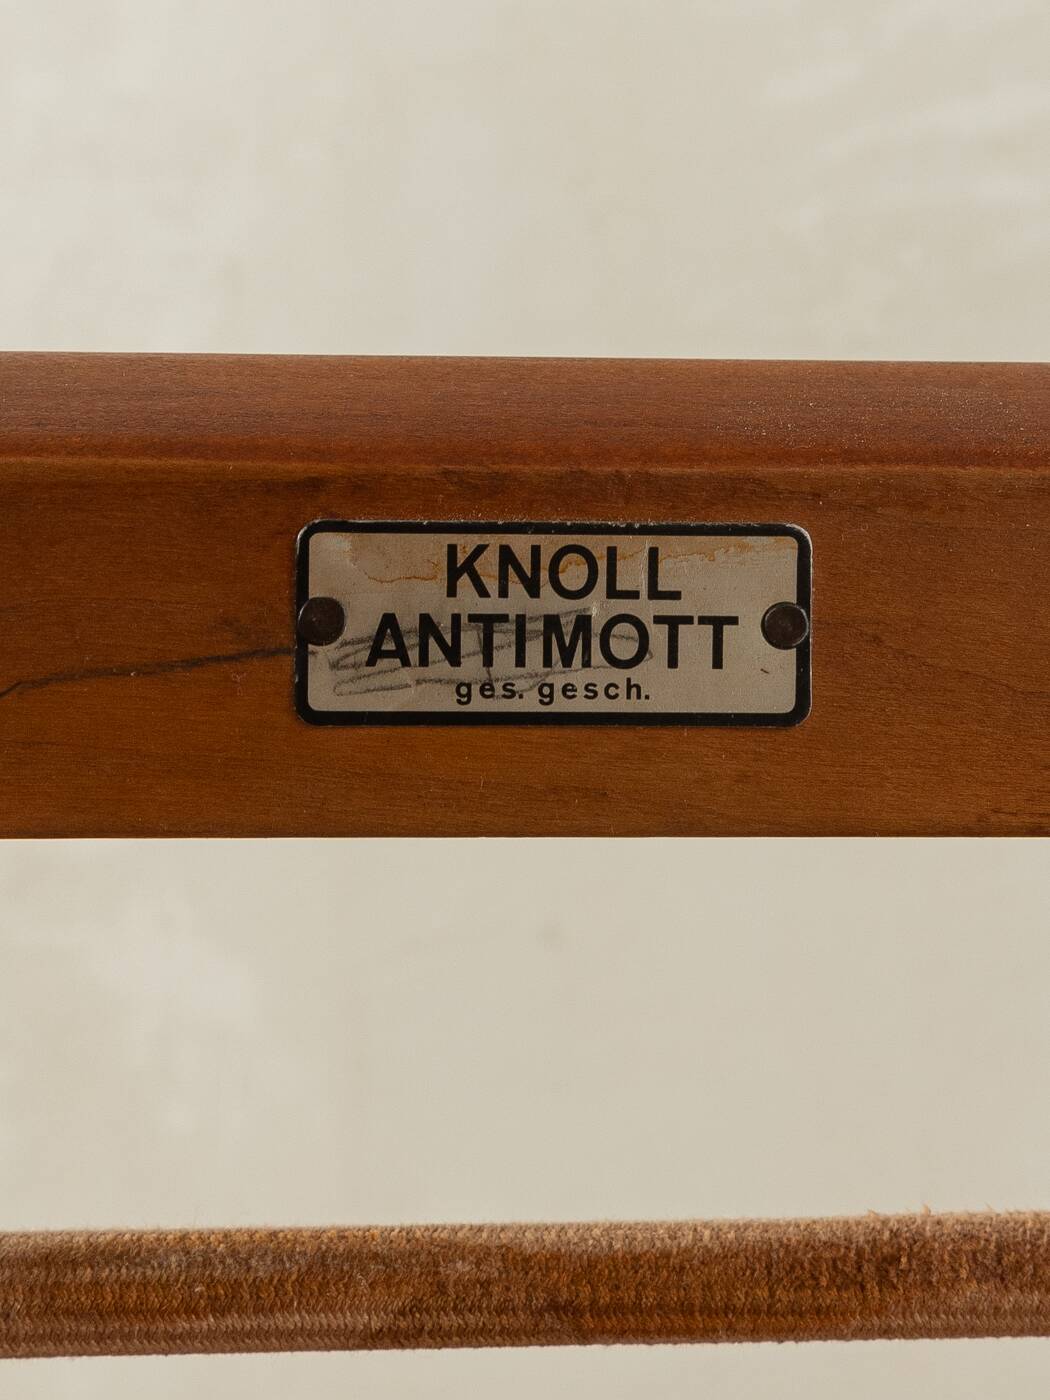 KNOLL
ANTIMOTT
ges. gesch.